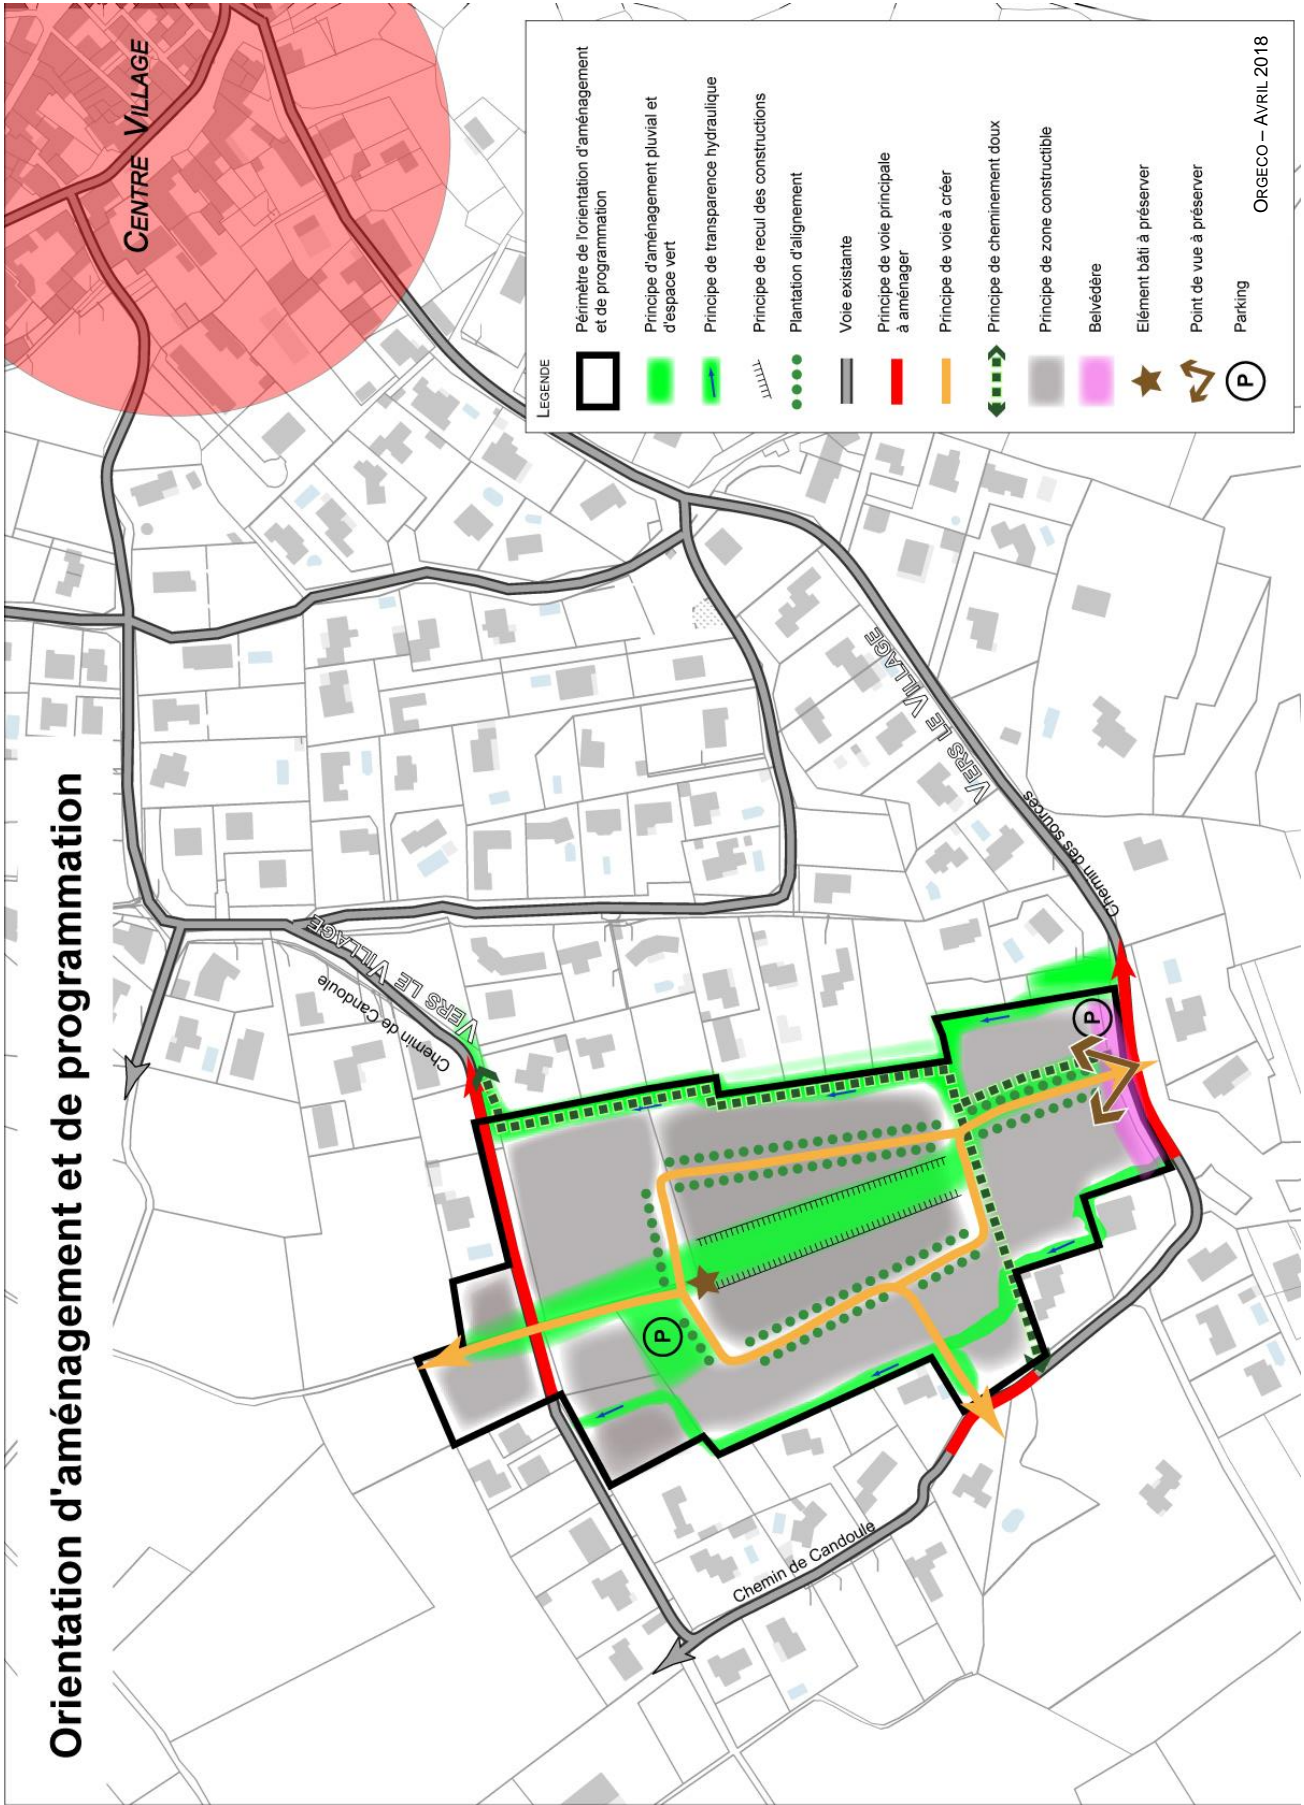 Orientation d'aménagement et de programmation
CENTRE VILLAGE
VERS LE VILLAGE
Chemin de Candoule
VERS LE VILLAGE
Chemin des sources
Chemin de Candoule
P
P
LEGENDE
Périmètre de l'orientation d'aménagement
et de programmation
Principe d'aménagement pluvial et
d'espace vert
Principe de transparence hydraulique
Principe de recul des constructions
Plantation d'alignement
Voie existante
Principe de voie principale
à aménager
Principe de voie à créer
Principe de cheminement doux
Principe de zone constructible
Belvédère
Elément bâti à préserver
Point de vue à préserver
P
Parking
ORGECO – AVRIL 2018